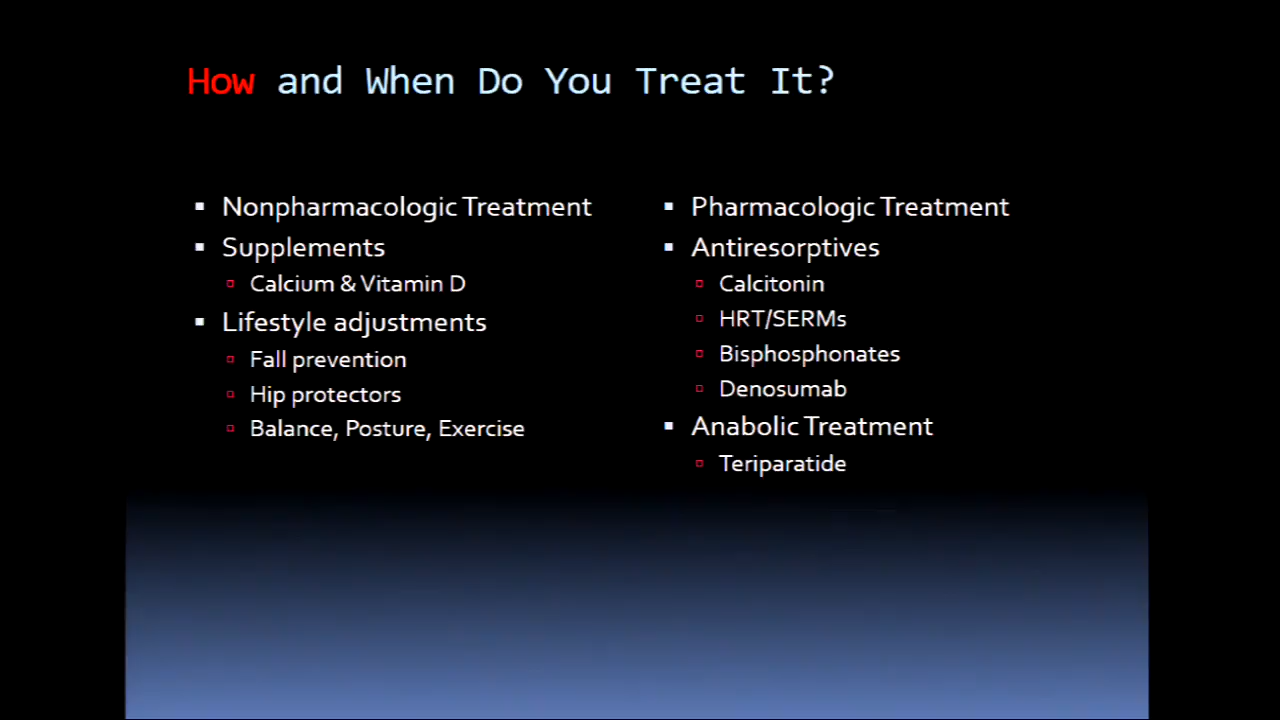 How and When Do You Treat It?
Nonpharmacologic Treatment
Supplements
Calcium & Vitamin D
Lifestyle adjustments
Fall prevention
Hip protectors
Balance, Posture, Exercise
Pharmacologic Treatment
Antiresorptives
Calcitonin
HRT/SERMs
Bisphosphonates
Denosumab
Anabolic Treatment
Teriparatide